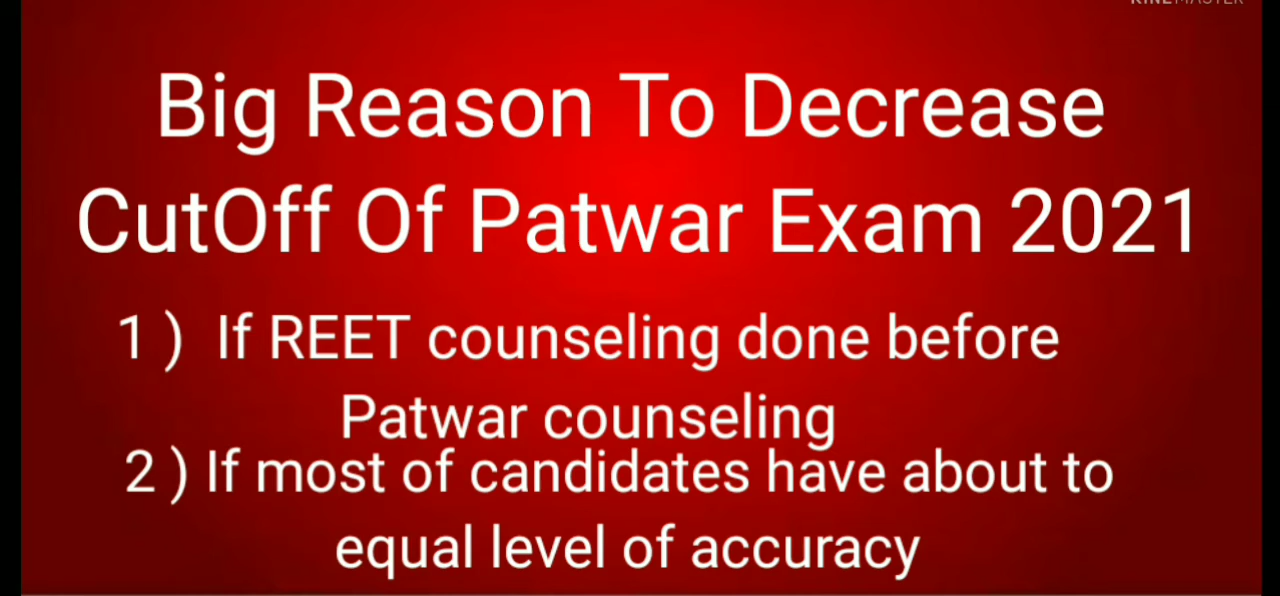 KINEMASTER
Big Reason To Decrease
CutOff Of Patwar Exam 2021
1 ) If REET counseling done before
Patwar counseling
2 ) If most of candidates have about to
equal level of accuracy